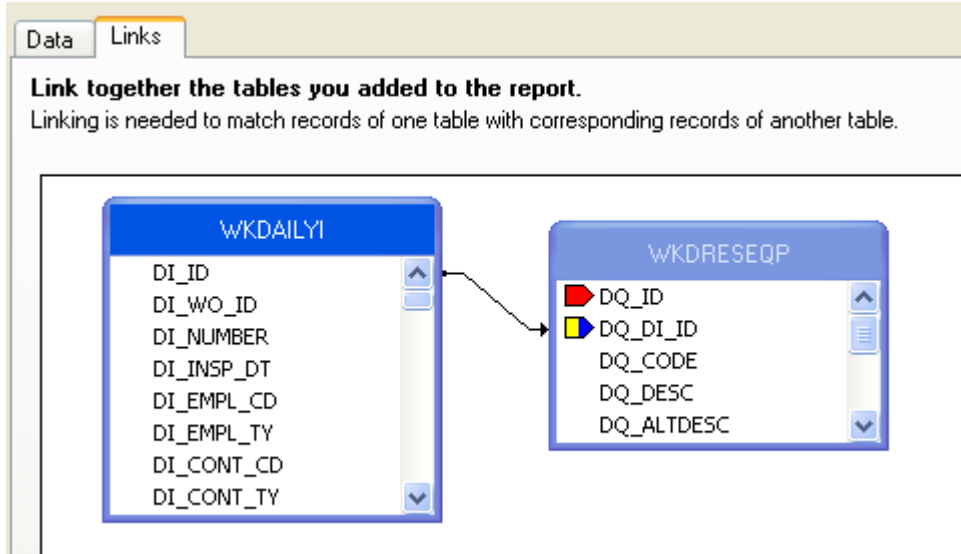 Data
Links
Link together the tables you added to the report.
Linking is needed to match records of one table with corresponding records of another table.
WKDAILYI
DI_ID
DI_WO_ID
DI_NUMBER
DI_INSP_DT
DI_EMPL_CD
DI_EMPL_TY
DI_CONT_CD
DI_CONT_TY
WKDRESEQP
DQ_ID
DQ_DI_ID
DQ_CODE
DQ_DESC
DQ_ALTDESC